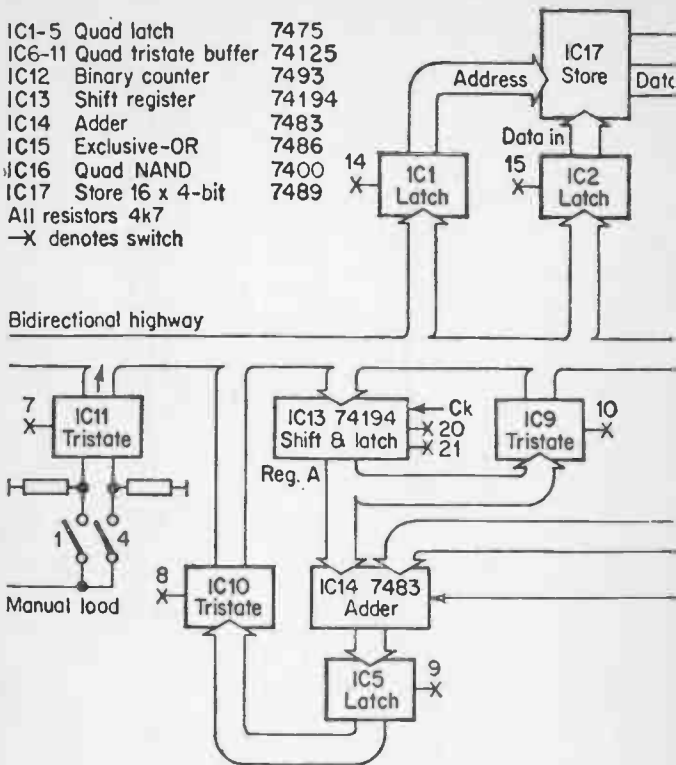 IC1-5 Quad latch 7475
IC6-11 Quad tristate buffer 74125
IC12 Binary counter 7493
IC13 Shift register 74194
IC14 Adder 7483
IC15 Exclusive-OR 7486
IC16 Quad NAND 7400
IC17 Store 16 x 4-bit 7489
All resistors 4k7
—X denotes switch
IC17
Store
Address
Data in
14
X
IC1
Latch
15
X
IC2
Latch
Bidirectional highway
7
X
IC11
Tristate
IC13 74194
Shift & latch
Ck
X 20
X 21
10
X
IC9
Tristate
Reg. A
1
4
Manual load
8
X
IC10
Tristate
IC14 7483
Adder
IC5
Latch
9
X